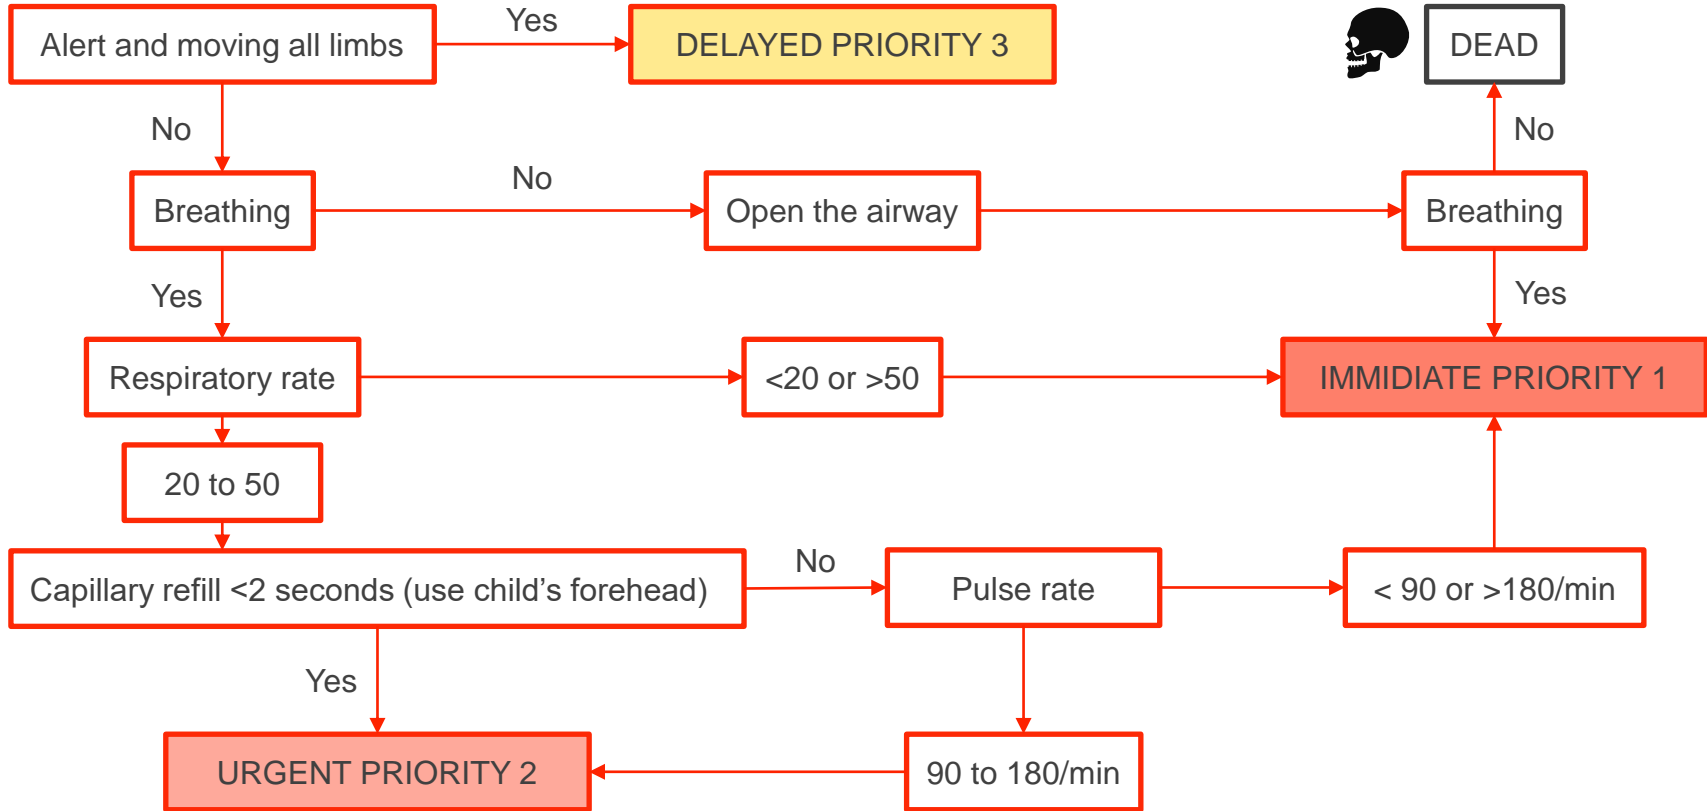 Alert and moving all limbs
Yes
DELAYED PRIORITY 3
DEAD
No
No
Breathing
No
Open the airway
Breathing
Yes
Yes
Respiratory rate
<20 or >50
IMMIDIATE PRIORITY 1
20 to 50
Capillary refill <2 seconds (use child’s forehead)
No
Pulse rate
< 90 or >180/min
Yes
URGENT PRIORITY 2
90 to 180/min